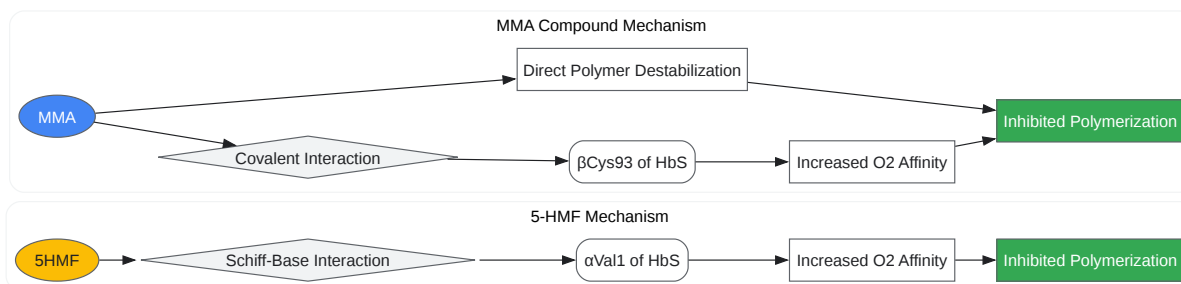 MMA Compound Mechanism
Direct Polymer Destabilization
MMA
Inhibited Polymerization
Covalent Interaction
βCys93 of HbS
Increased O2 Affinity
5-HMF Mechanism
5HMF
Schiff-Base Interaction
αVal1 of HbS
Increased O2 Affinity
Inhibited Polymerization